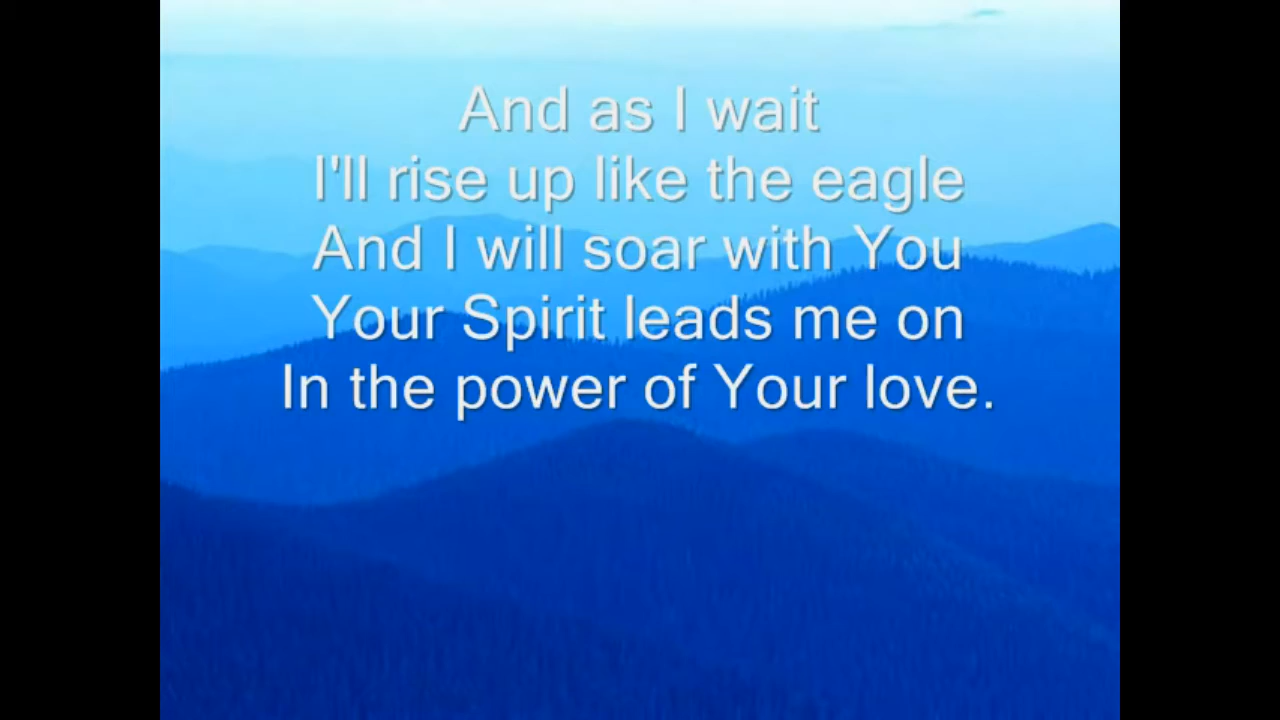 And as I wait
I'll rise up like the eagle
And I will soar with You
Your Spirit leads me on
In the power of Your love.